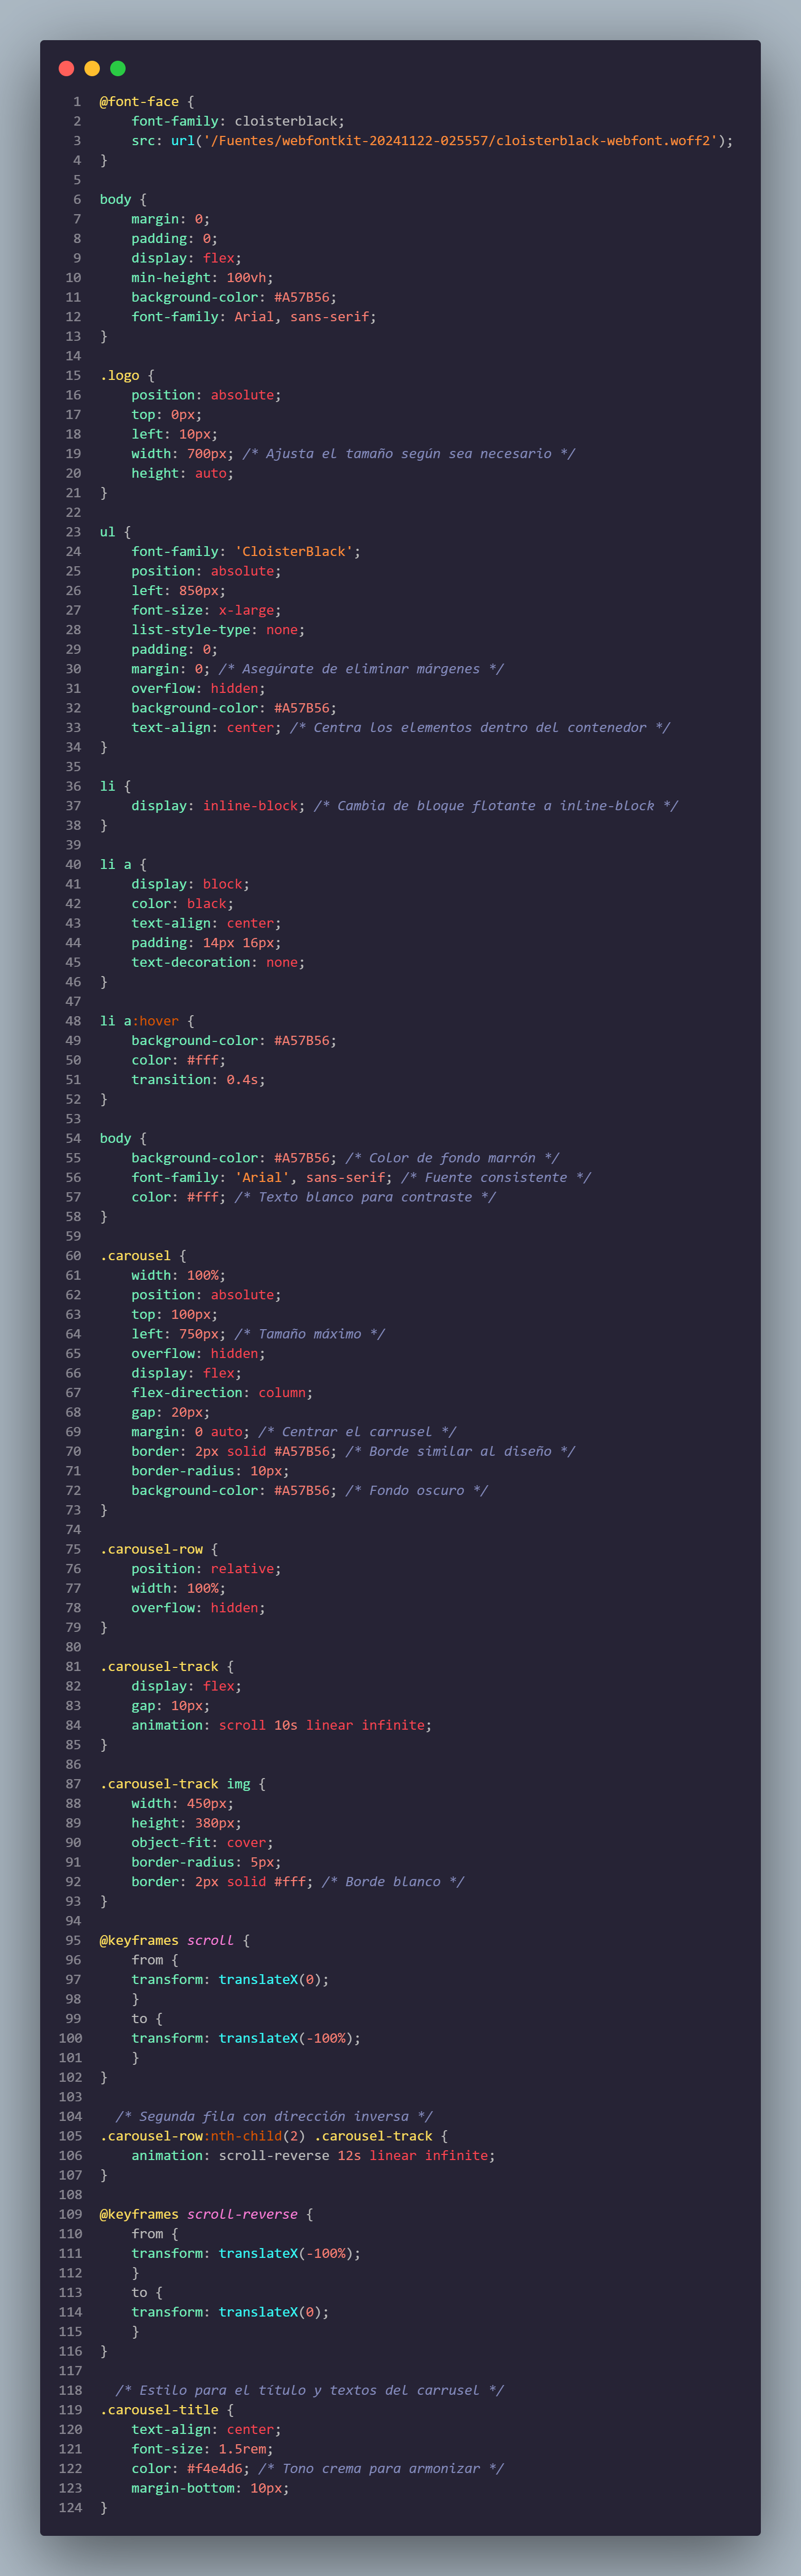 1 @font-face {
2     font-family: cloisterblack;
3     src: url('/Fuentes/webfontkit-20241122-025557/cloisterblack-webfont.woff2');
4 }
5
6 body {
7     margin: 0;
8     padding: 0;
9     display: flex;
10     min-height: 100vh;
11     background-color: #A57B56;
12     font-family: Arial, sans-serif;
13 }
14
15 .logo {
16     position: absolute;
17     top: 0px;
18     left: 10px;
19     width: 700px; /* Ajusta el tamaño según sea necesario */
20     height: auto;
21 }
22
23 ul {
24     font-family: 'CloisterBlack';
25     position: absolute;
26     left: 850px;
27     font-size: x-large;
28     list-style-type: none;
29     padding: 0;
30     margin: 0; /* Asegúrate de eliminar márgenes */
31     overflow: hidden;
32     background-color: #A57B56;
33     text-align: center; /* Centra los elementos dentro del contenedor */
34 }
35
36 li {
37     display: inline-block; /* Cambia de bloque flotante a inline-block */
38 }
39
40 li a {
41     display: block;
42     color: black;
43     text-align: center;
44     padding: 14px 16px;
45     text-decoration: none;
46 }
47
48 li a:hover {
49     background-color: #A57B56;
50     color: #fff;
51     transition: 0.4s;
52 }
53
54 body {
55     background-color: #A57B56; /* Color de fondo marrón */
56     font-family: 'Arial', sans-serif; /* Fuente consistente */
57     color: #fff; /* Texto blanco para contraste */
58 }
59
60 .carousel {
61     width: 100%;
62     position: absolute;
63     top: 100px;
64     left: 750px; /* Tamaño máximo */
65     overflow: hidden;
66     display: flex;
67     flex-direction: column;
68     gap: 20px;
69     margin: 0 auto; /* Centrar el carrusel */
70     border: 2px solid #A57B56; /* Borde similar al diseño */
71     border-radius: 10px;
72     background-color: #A57B56; /* Fondo oscuro */
73 }
74
75 .carousel-row {
76     position: relative;
77     width: 100%;
78     overflow: hidden;
79 }
80
81 .carousel-track {
82     display: flex;
83     gap: 10px;
84     animation: scroll 10s linear infinite;
85 }
86
87 .carousel-track img {
88     width: 450px;
89     height: 380px;
90     object-fit: cover;
91     border-radius: 5px;
92     border: 2px solid #fff; /* Borde blanco */
93 }
94
95 @keyframes scroll {
96     from {
97     transform: translateX(0);
98     }
99     to {
100     transform: translateX(-100%);
101     }
102 }
103
104   /* Segunda fila con dirección inversa */
105 .carousel-row:nth-child(2) .carousel-track {
106     animation: scroll-reverse 12s linear infinite;
107 }
108
109 @keyframes scroll-reverse {
110     from {
111     transform: translateX(-100%);
112     }
113     to {
114     transform: translateX(0);
115     }
116 }
117
118   /* Estilo para el título y textos del carrusel */
119 .carousel-title {
120     text-align: center;
121     font-size: 1.5rem;
122     color: #f4e4d6; /* Tono crema para armonizar */
123     margin-bottom: 10px;
124 }